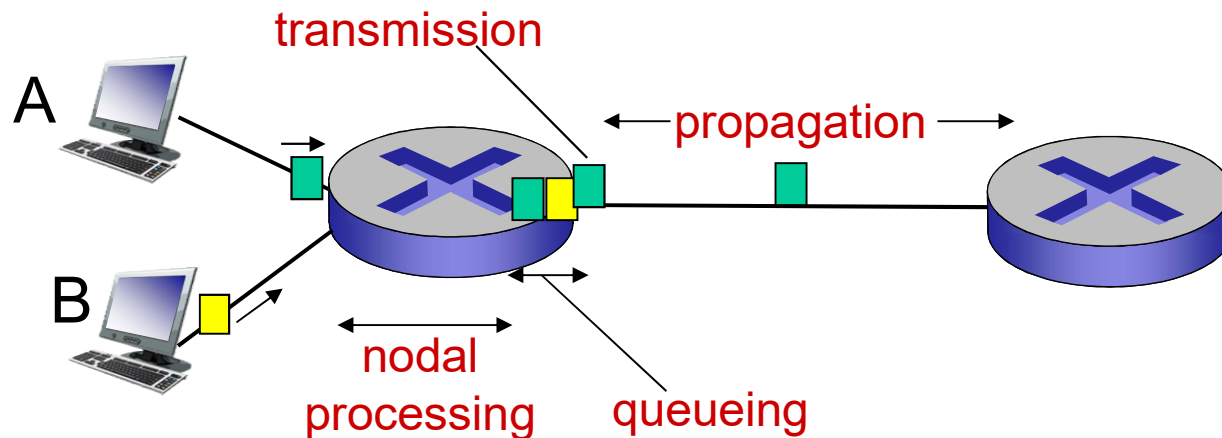 transmission
A
propagation
B
nodal
processing
queueing